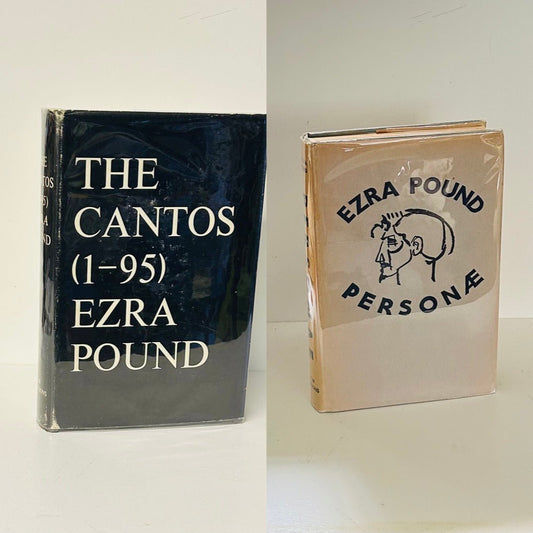 THE
CANTOS
(1–95)
EZRA
POUND
EZRA POUND
PERSONÆ